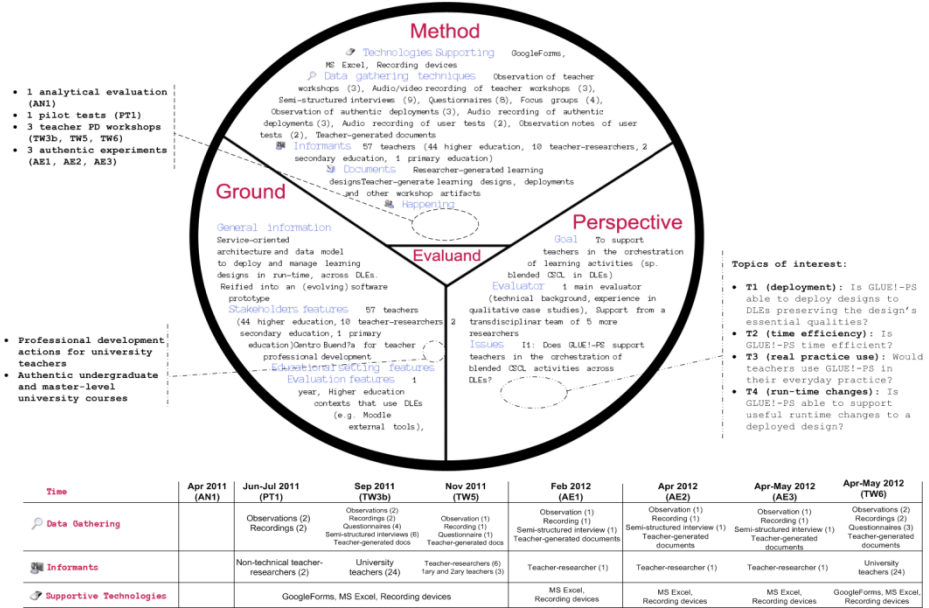 Method
Technologies Supporting GoogleForms,
MS Excel, Recording devices
Data gathering techniques Observation of teacher
workshops (3), Audio/video recording of teacher workshops (3),
Semi-structured interviews (9), Questionnaires (8), Focus groups (4),
Observation of authentic deployments (3), Audio recording of authentic
deployments (3), Audio recording of user tests (2), Observation notes of user
tests (2), Teacher-generated documents
Informants 57 teachers (44 higher education, 10 teacher-researchers, 2
secondary education, 1 primary education)
Documents Researcher-generated learning
designsTeacher-generate learning designs, deployments
and other workshop artifacts
Happening
• 1 analytical evaluation
(AN1)
• 1 pilot tests (PT1)
• 3 teacher PD workshops
(TW3b, TW5, TW6)
• 3 authentic experiments
(AE1, AE2, AE3)
Ground
General information
Service-oriented
architecture and data model
to deploy and manage learning
designs in run-time, across DLEs.
Reified into an (evolving) software
prototype
Stakeholders features 57 teachers
(44 higher education, 10 teacher-researchers 2
secondary education, 1 primary
education)Centro Buend?a for teacher
professional development
Educational setting features
Evaluation features 1
year, Higher education
contexts that use DLEs
(e.g. Moodle
external tools),
• Professional development
actions for university
teachers
• Authentic undergraduate
and master-level
university courses
Evaluand
Perspective
Goal To support
teachers in the orchestration
of learning activities (sp.
blended CSCL in DLEs)
Evaluator 1 main evaluator
(technical background, experience in
qualitative case studies), Support from a
transdisciplinar team of 5 more
researchers
Issues I1: Does GLUE!-PS support
teachers in the orchestration of
blended CSCL activities across
DLEs?
Topics of interest:
• T1 (deployment): Is GLUE!-PS
able to deploy designs to
DLEs preserving the design's
essential qualities?
• T2 (time efficiency): Is
GLUE!-PS time efficient?
• T3 (real practice use): Would
teachers use GLUE!-PS in
their everyday practice?
• T4 (run-time changes): Is
GLUE!-PS able to support
useful runtime changes to a
deployed design?
Time
Apr 2011
(AN1)
Jun-Jul 2011
(PT1)
Sep 2011
(TW3b)
Nov 2011
(TW5)
Feb 2012
(AE1)
Apr 2012
(AE2)
Apr-May 2012
(AE3)
Apr-May 2012
(TW6)
Data Gathering
Observations (2)
Recordings (2)
Observations (2)
Recordings (2)
Questionnaires (4)
Semi-structured interviews (6)
Teacher-generated docs
Observation (1)
Recording (1)
Questionnaire (1)
Teacher-generated docs
Observation (1)
Recording (1)
Semi-structured interview (1)
Teacher-generated documents
Observation (1)
Recording (1)
Semi-structured interview (1)
Teacher-generated
documents
Observation (1)
Recording (1)
Semi-structured interview (1)
Teacher-generated
documents
Observations (2)
Recordings (2)
Questionnaires (3)
Teacher-generated
documents
Informants
Non-technical teacher-
researchers (2)
University
teachers (24)
Teacher-researchers (6)
1ary and 2ary teachers (3)
Teacher-researcher (1)
Teacher-researcher (1)
Teacher-researcher (1)
University
teachers (24)
Supportive Technologies
GoogleForms, MS Excel, Recording devices
MS Excel,
Recording devices
MS Excel,
Recording devices
MS Excel,
Recording devices
GoogleForms, MS Excel,
Recording devices